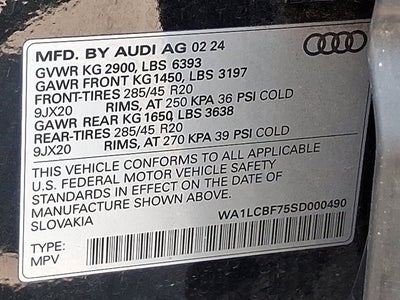 MFD. BY AUDI AG 02 24
GVWR KG 2900, LBS 6393
GAWR FRONT KG 1450, LBS 3197
FRONT-TIRES 285/45 R20
9JX20 RIMS, AT 250 KPA 36 PSI COLD
GAWR REAR KG 1650, LBS 3638
REAR-TIRES 285/45 R20
9JX20 RIMS, AT 270 KPA 39 PSI COLD
THIS VEHICLE CONFORMS TO ALL APPLICABLE
U.S. FEDERAL MOTOR VEHICLE SAFETY
STANDARDS IN EFFECT ON THE DATE OF
MANUFACTURE SHOWN ABOVE.
SLOVAKIA
WA1LCBF75SD000490
TYPE:
MPV